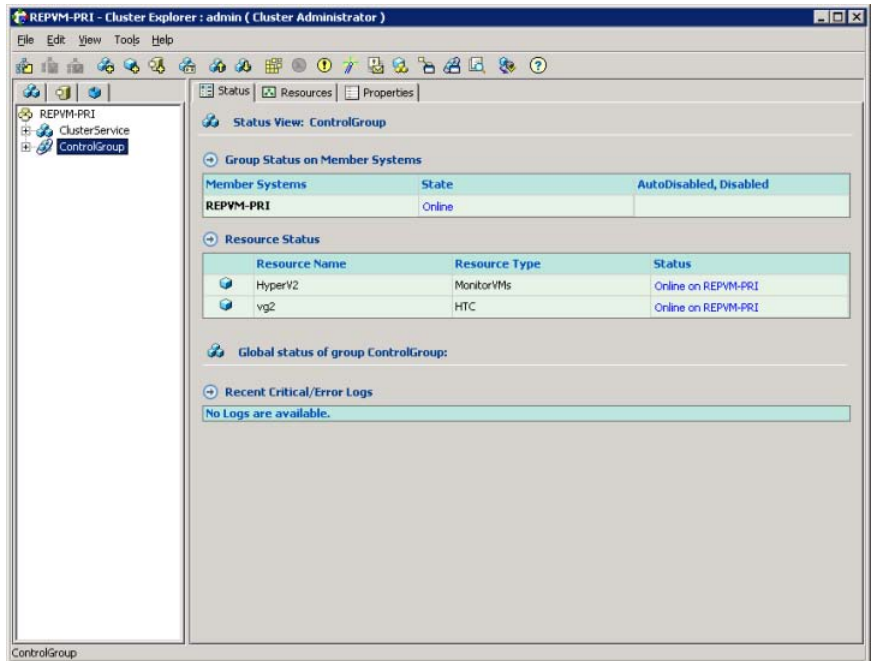 REPVM-PRI - Cluster Explorer : admin ( Cluster Administrator )
File Edit View Tools Help
REPVM-PRI
ClusterService
ControlGroup
Status Resources Properties
Status View: ControlGroup
Group Status on Member Systems
Member Systems State AutoDisabled, Disabled
REPVM-PRI Online
Resource Status
Resource Name Resource Type Status
HyperV2 MonitorVMs Online on REPVM-PRI
vg2 HTC Online on REPVM-PRI
Global status of group ControlGroup:
Recent Critical/Error Logs
No Logs are available.
ControlGroup